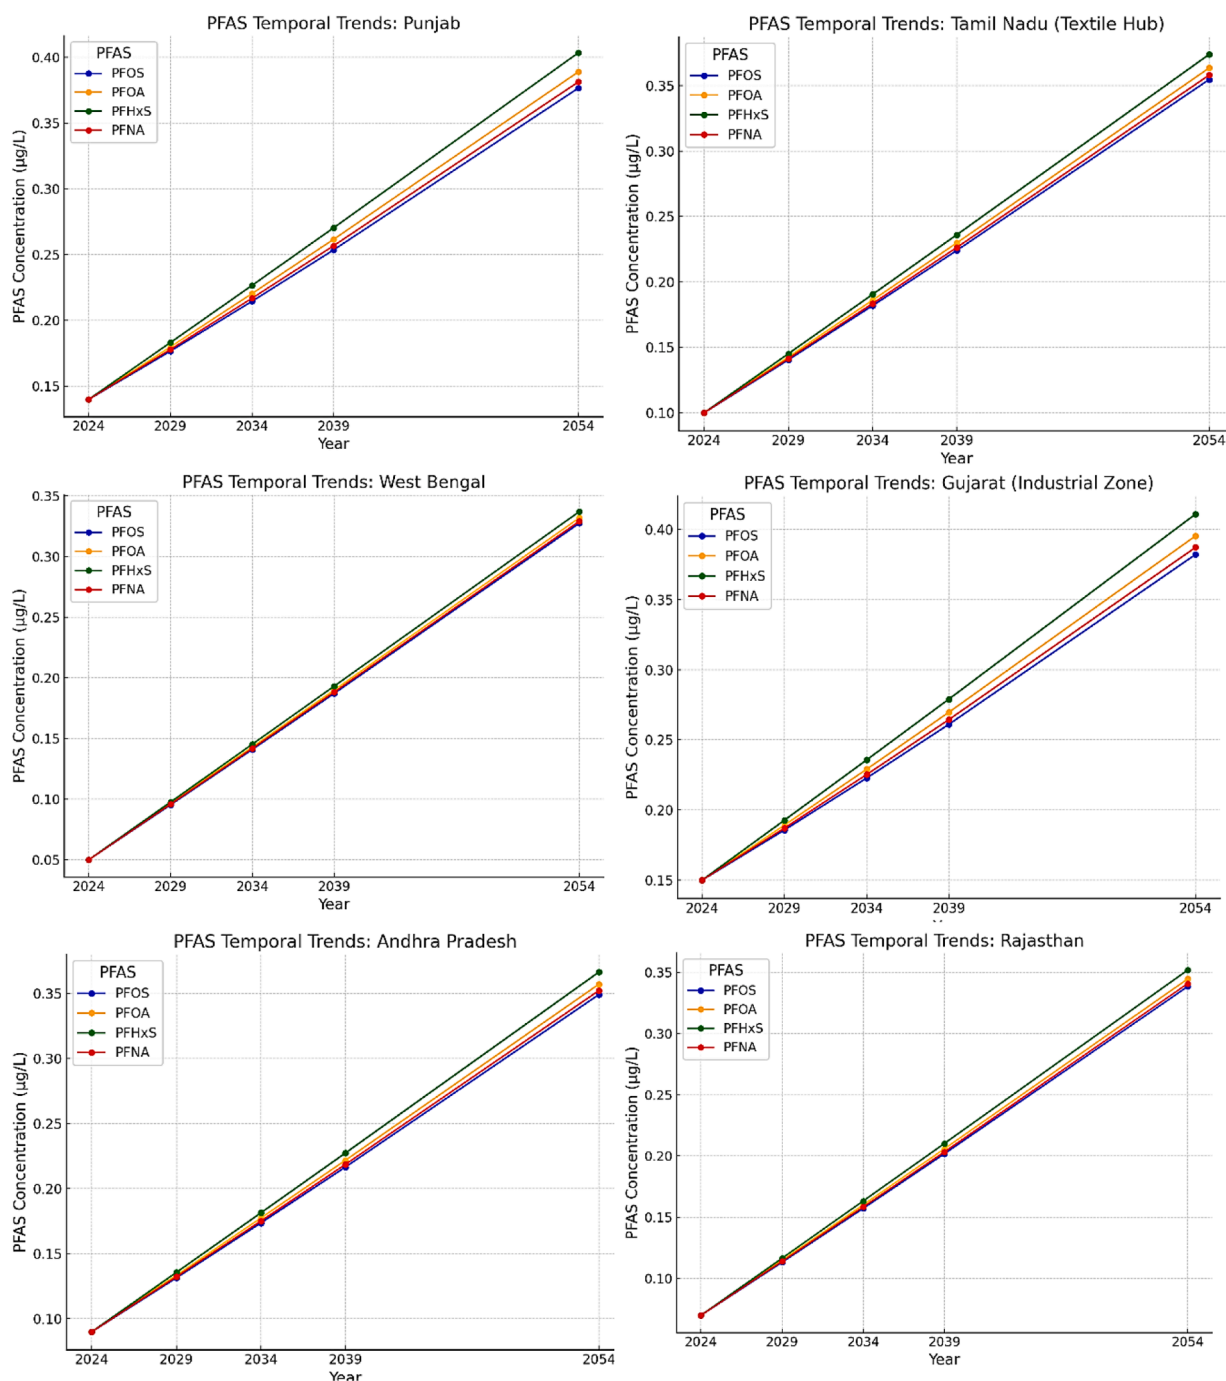 PFAS Temporal Trends: Punjab
PFAS
PFOS
PFOA
PFHxS
PFNA
0.40
0.35
0.30
0.25
0.20
0.15
PFAS Concentration (µg/L)
2024 2029 2034 2039 2054
Year
PFAS Temporal Trends: Tamil Nadu (Textile Hub)
PFAS
PFOS
PFOA
PFHxS
PFNA
0.35
0.30
0.25
0.20
0.15
0.10
PFAS Concentration (µg/L)
2024 2029 2034 2039 2054
Year
PFAS Temporal Trends: West Bengal
PFAS
PFOS
PFOA
PFHxS
PFNA
0.35
0.30
0.25
0.20
0.15
0.10
0.05
PFAS Concentration (µg/L)
2024 2029 2034 2039 2054
Year
PFAS Temporal Trends: Gujarat (Industrial Zone)
PFAS
PFOS
PFOA
PFHxS
PFNA
0.40
0.35
0.30
0.25
0.20
0.15
PFAS Concentration (µg/L)
2024 2029 2034 2039 2054
PFAS Temporal Trends: Andhra Pradesh
PFAS
PFOS
PFOA
PFHxS
PFNA
0.35
0.30
0.25
0.20
0.15
0.10
PFAS Concentration (µg/L)
2024 2029 2034 2039 2054
Year
PFAS Temporal Trends: Rajasthan
PFAS
PFOS
PFOA
PFHxS
PFNA
0.35
0.30
0.25
0.20
0.15
0.10
PFAS Concentration (µg/L)
2024 2029 2034 2039 2054
Year